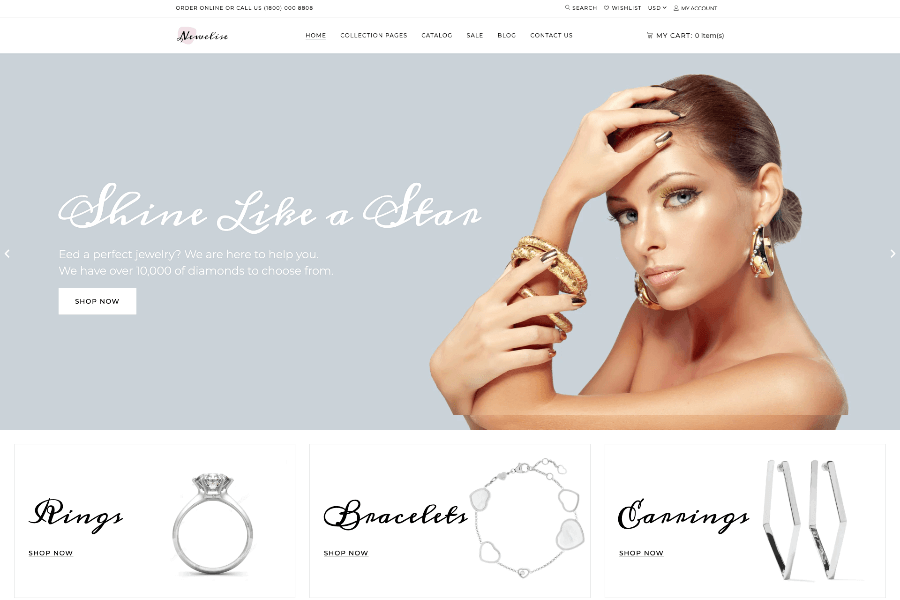 ORDER ONLINE OR CALL US (1800) 000 8808
SEARCH WISHLIST USD MY ACCOUNT
Newelise
HOME COLLECTION PAGES CATALOG SALE BLOG CONTACT US
MY CART: 0 Item(s)
Shine Like a Star
Eed a perfect jewelry? We are here to help you.
We have over 10,000 of diamonds to choose from.
SHOP NOW
Rings
SHOP NOW
Bracelets
SHOP NOW
Earrings
SHOP NOW